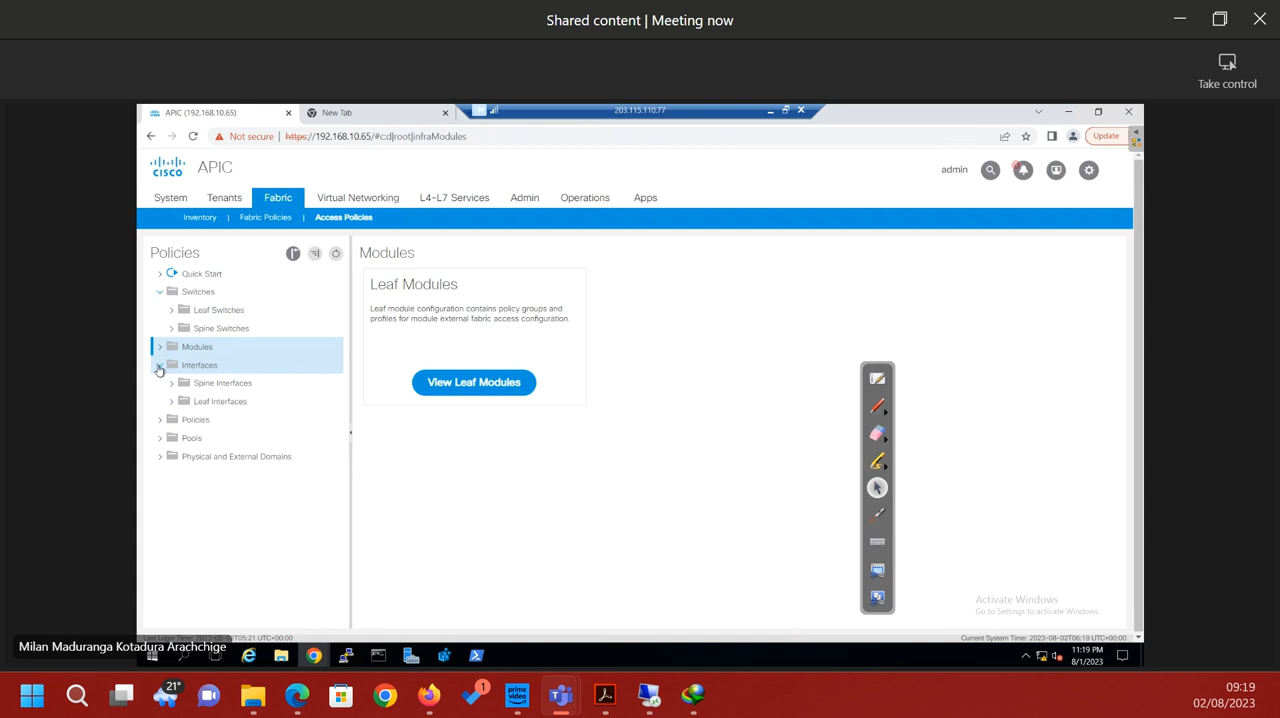 Shared content | Meeting now
Take control
APIC (192.168.10.65)
New Tab
203.115.110.77
Not secure | https://192.168.10.65/#cd|root|infraModules
Update
CISCO
APIC
admin
System Tenants Fabric Virtual Networking L4-L7 Services Admin Operations Apps
Inventory | Fabric Policies | Access Policies
Policies
Quick Start
Switches
Leaf Switches
Spine Switches
Modules
Interfaces
Spine Interfaces
Leaf Interfaces
Policies
Pools
Physical and External Domains
Modules
Leaf Modules
Leaf module configuration contains policy groups and
profiles for module external fabric access configuration.
View Leaf Modules
Activate Windows
Go to Settings to activate Windows.
Current System Time: 2023-08-02T06:19 UTC+00:00
Milan Maduranga Kotadura Arachchige
11:19 PM
8/1/2023
21°
prime
video
1
09:19
02/08/2023